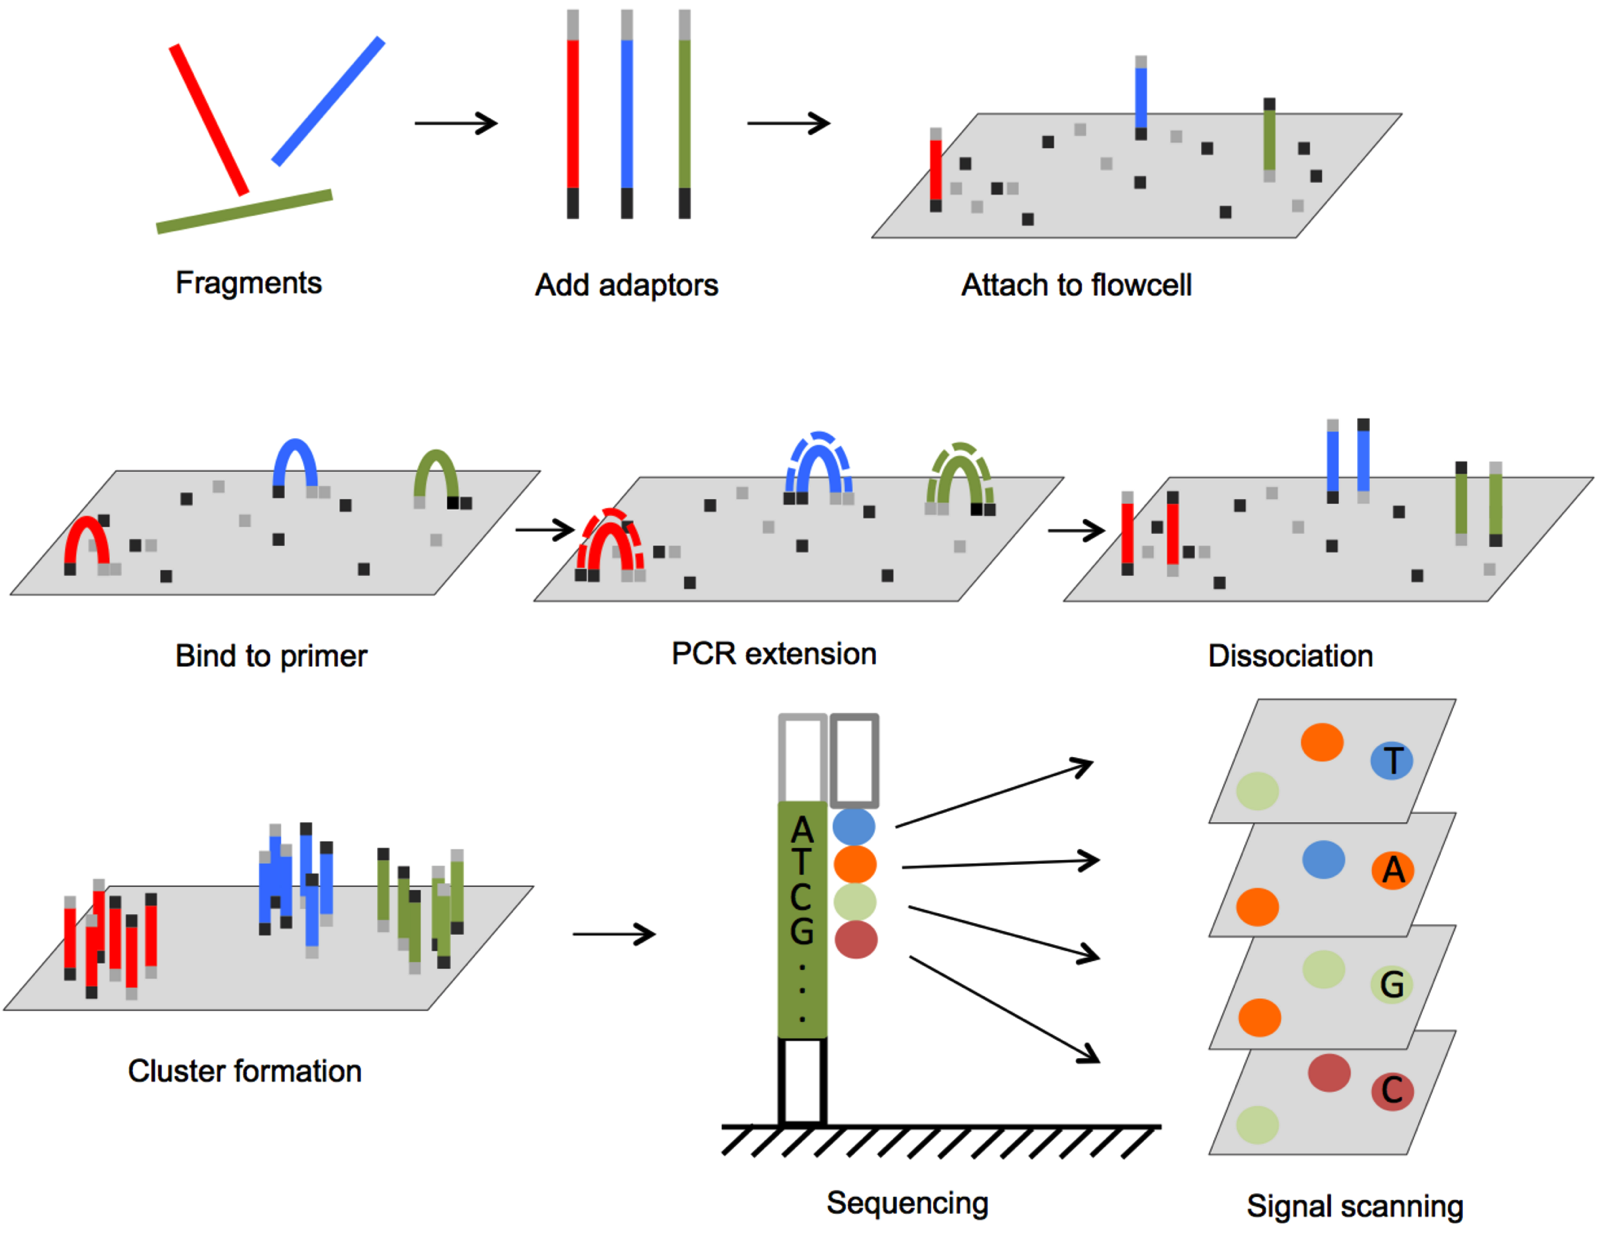 Fragments
Add adaptors
Attach to flowcell
Bind to primer
PCR extension
Dissociation
A
T
C
G
.
.
.
T
A
G
C
Cluster formation
Sequencing
Signal scanning